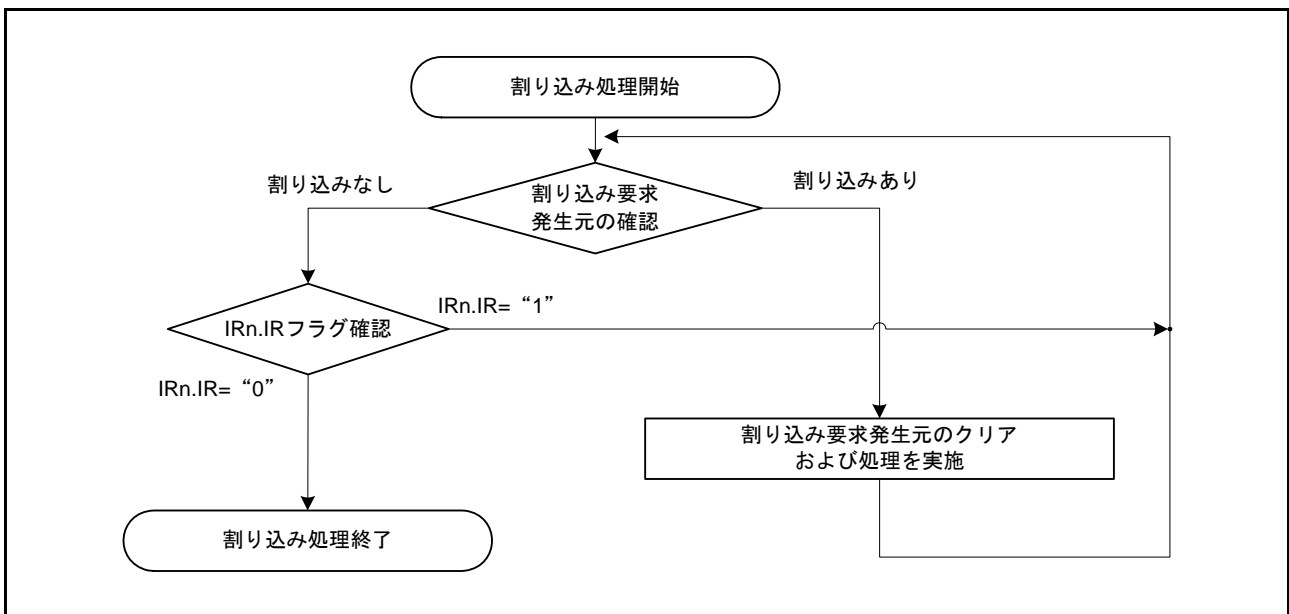 割り込み処理開始
割り込みなし
割り込み要求
発生元の確認
割り込みあり
IRn.IRフラグ確認
IRn.IR= “1”
IRn.IR= “0”
割り込み要求発生元のクリア
および処理を実施
割り込み処理終了